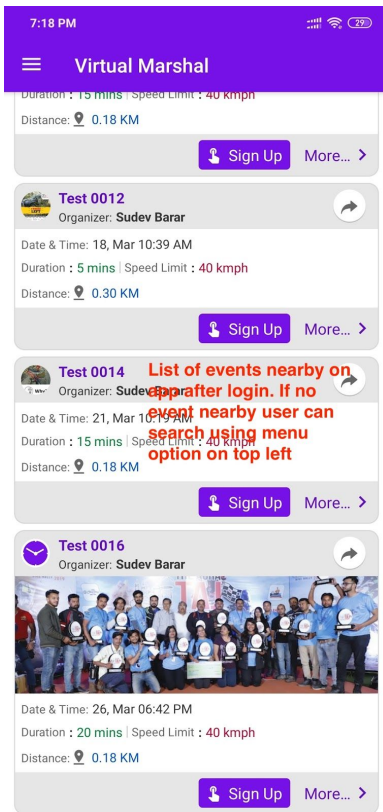 7:18 PM
29
Virtual Marshal
Duration : 15 mins | Speed Limit : 40 kmph
Distance: 0.18 KM
Sign Up More... >
Test 0012
Organizer: Sudev Barar
Date & Time: 18, Mar 10:39 AM
Duration : 5 mins | Speed Limit : 40 kmph
Distance: 0.30 KM
Sign Up More... >
Test 0014
Organizer: Sudev Barar
Date & Time: 21, Mar 10:19 AM
Duration : 15 mins | Speed Limit : 40 kmph
Distance: 0.18 KM
List of events nearby on
app after login. If no
event nearby user can
search using menu
option on top left
Sign Up More... >
Test 0016
Organizer: Sudev Barar
Date & Time: 26, Mar 06:42 PM
Duration : 20 mins | Speed Limit : 40 kmph
Distance: 0.18 KM
Sign Up More... >